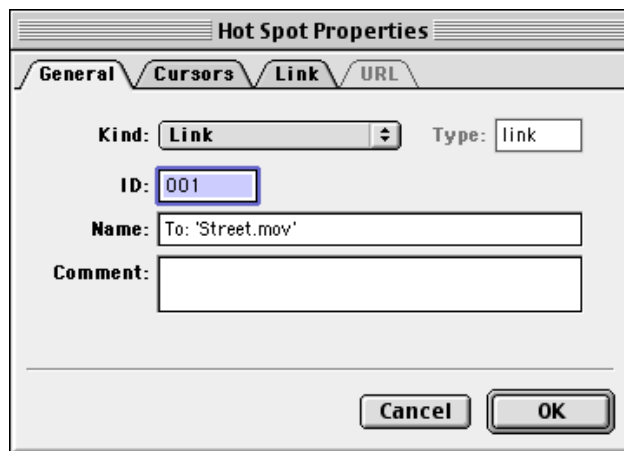 Hot Spot Properties
General Cursors Link URL
Kind: Link Type: link
ID: 001
Name: To: 'Street.mov'
Comment:
Cancel OK